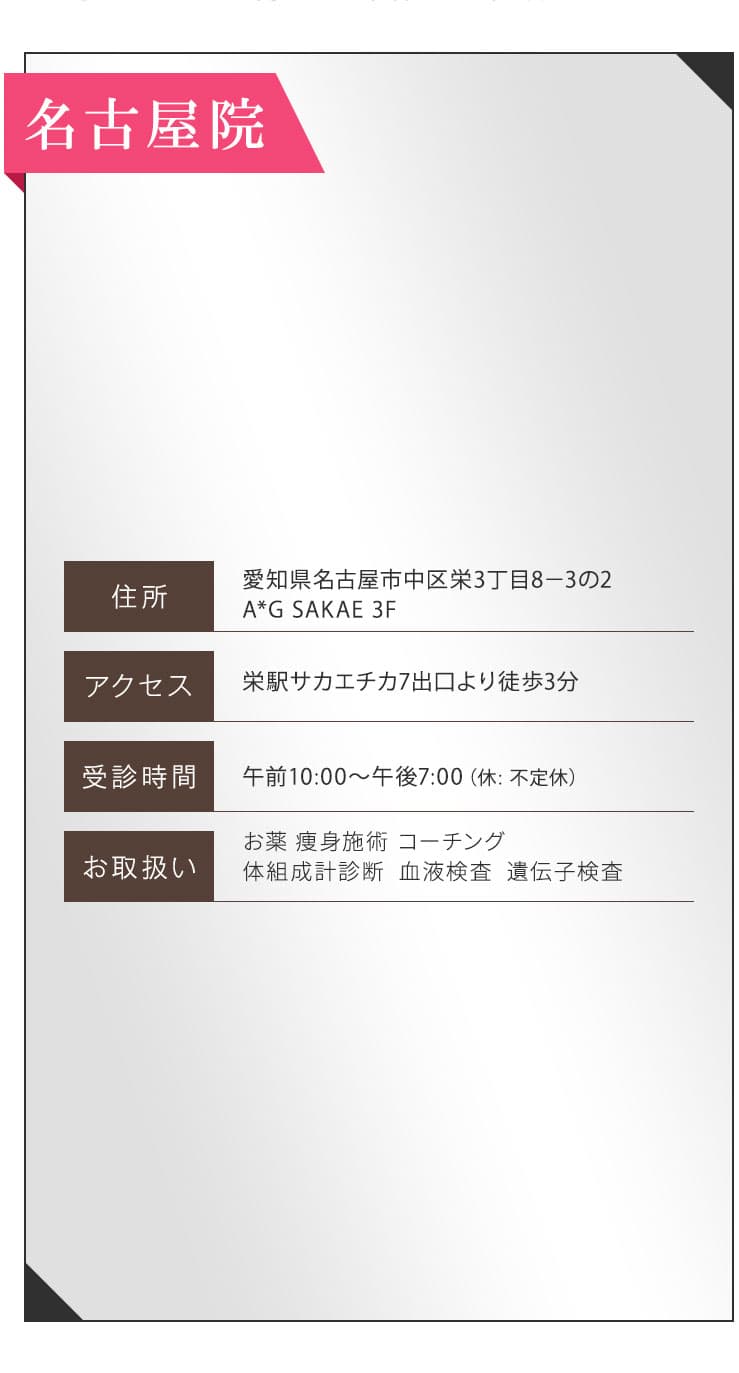 名古屋院
住所
愛知県名古屋市中区栄3丁目8－3の2
A*G SAKAE 3F
アクセス
栄駅サカエチカ7出口より徒歩3分
受診時間
午前10:00〜午後7:00（休: 不定休）
お取扱い
お薬 痩身施術 コーチング
体組成計診断 血液検査 遺伝子検査